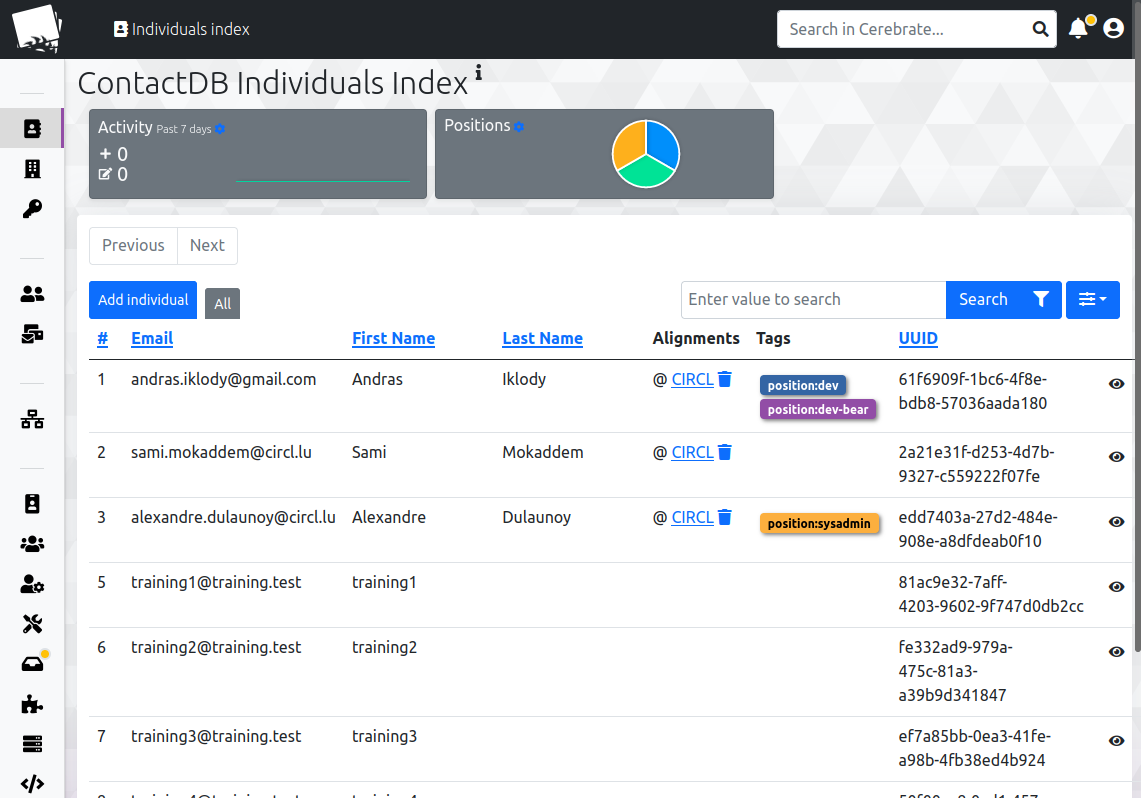 Individuals index
Search in Cerebrate...
ContactDB Individuals Index
Activity Past 7 days
+ 0
0
Positions
Previous Next
Add individual All
Enter value to search Search
# Email First Name Last Name Alignments Tags UUID
1 andras.iklody@gmail.com Andras Iklody @ CIRCL position:dev 61f6909f-1bc6-4f8e-
position:dev-bear bdb8-57036aada180
2 sami.mokaddem@circl.lu Sami Mokaddem @ CIRCL 2a21e31f-d253-4d7b-
9327-c559222f07fe
3 alexandre.dulaunoy@circl.lu Alexandre Dulaunoy @ CIRCL position:sysadmin edd7403a-27d2-484e-
908e-a8dfdeab0f10
5 training1@training.test training1 81ac9e32-7aff-
4203-9602-9f747d0db2cc
6 training2@training.test training2 fe332ad9-979a-
475c-81a3-
a39b9d341847
7 training3@training.test training3 ef7a85bb-0ea3-41fe-
a98b-4fb38ed4b924